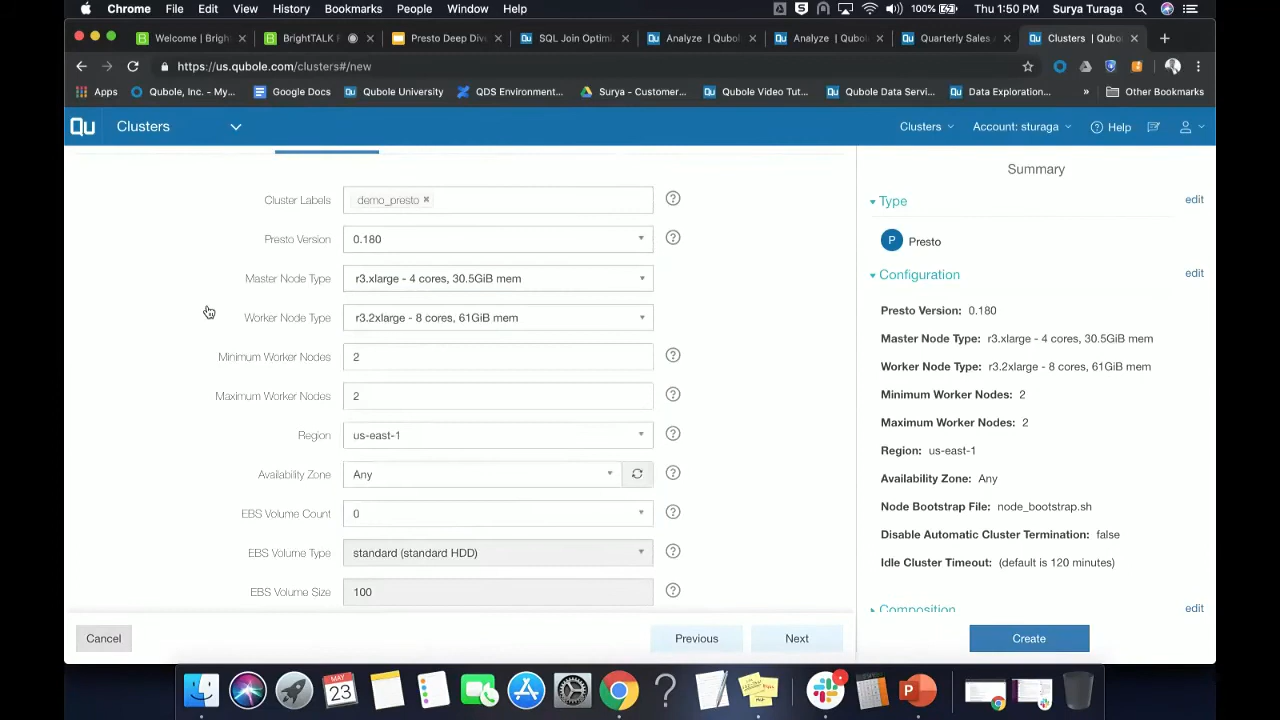 Chrome File Edit View History Bookmarks People Window Help 100% Thu 1:50 PM Surya Turaga
Welcome | Brigh
BrightTALK
Presto Deep Div
SQL Join Optimi
Analyze | Qubol
Analyze | Qubo
Quarterly Sales
Clusters | Qubo
https://us.qubole.com/clusters#/new
Apps Qubole, Inc. - My... Google Docs Qubole University QDS Environment... Surya - Customer... Qubole Video Tut... Qubole Data Servi... Data Exploration... » Other Bookmarks
Qu Clusters Clusters Account: sturaga Help
Cluster Labels demo_presto
Presto Version 0.180
Master Node Type r3.xlarge - 4 cores, 30.5GiB mem
Worker Node Type r3.2xlarge - 8 cores, 61GiB mem
Minimum Worker Nodes 2
Maximum Worker Nodes 2
Region us-east-1
Availability Zone Any
EBS Volume Count 0
EBS Volume Type standard (standard HDD)
EBS Volume Size 100
Cancel Previous Next
Summary
Type edit
P Presto
Configuration edit
Presto Version: 0.180
Master Node Type: r3.xlarge - 4 cores, 30.5GiB mem
Worker Node Type: r3.2xlarge - 8 cores, 61GiB mem
Minimum Worker Nodes: 2
Maximum Worker Nodes: 2
Region: us-east-1
Availability Zone: Any
Node Bootstrap File: node_bootstrap.sh
Disable Automatic Cluster Termination: false
Idle Cluster Timeout: (default is 120 minutes)
Composition edit
Create
MAY
23